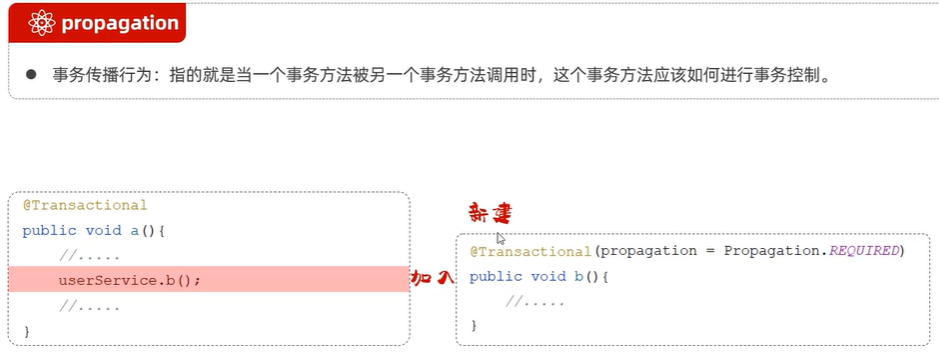 propagation
● 事务传播行为：指的就是当一个事务方法被另一个事务方法调用时，这个事务方法应该如何进行事务控制。
@Transactional
public void a(){
//.....
userService.b();
//.....
}
加入
新建
@Transactional(propagation = Propagation.REQUIRED)
public void b(){
//.....
}